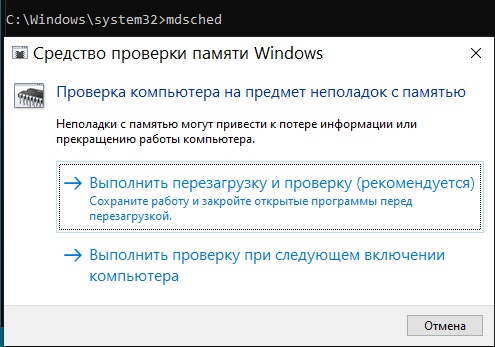 C:\Windows\system32>mdsched
Средство проверки памяти Windows
Проверка компьютера на предмет неполадок с памятью
Неполадки с памятью могут привести к потере информации или
прекращению работы компьютера.
Выполнить перезагрузку и проверку (рекомендуется)
Сохраните работу и закройте открытые программы перед
перезагрузкой.
Выполнить проверку при следующем включении
компьютера
Отмена